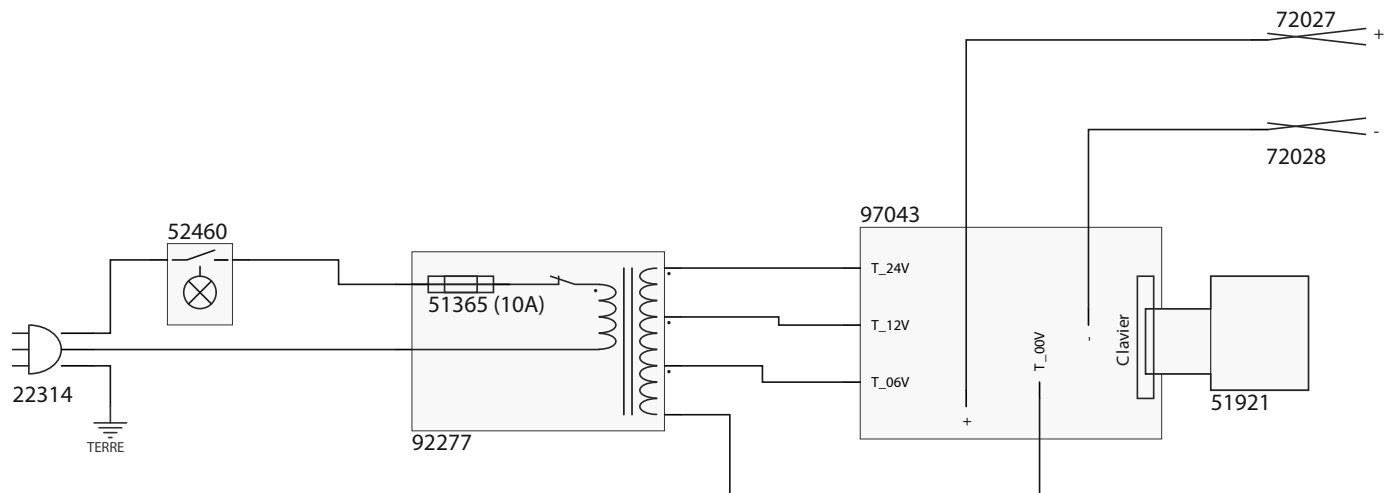 72027
+
-
72028
97043
52460
T_24V
51365 (10A)
T_12V
T_00V
-
Clavier
T_06V
22314
51921
+
92277
TERRE